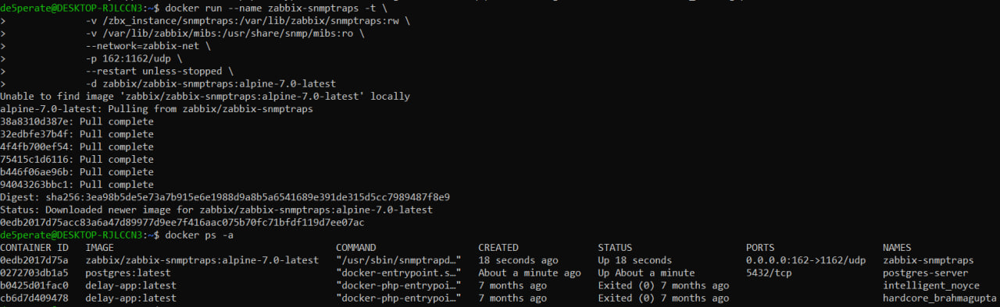 de5perate@DESKTOP-RJLCCN3:~$ docker run --name zabbix-snmptraps -t \
> -v /zbx_instance/snmptraps:/var/lib/zabbix/snmptraps:rw \
> -v /var/lib/zabbix/mibs:/usr/share/snmp/mibs:ro \
> --network=zabbix-net \
> -p 162:1162/udp \
> --restart unless-stopped \
> -d zabbix/zabbix-snmptraps:alpine-7.0-latest
Unable to find image 'zabbix/zabbix-snmptraps:alpine-7.0-latest' locally
alpine-7.0-latest: Pulling from zabbix/zabbix-snmptraps
38a8310d387e: Pull complete
32edbfe37b4f: Pull complete
4f4fb700ef54: Pull complete
75415c1d6116: Pull complete
b446f06ae96b: Pull complete
94043263bbc1: Pull complete
Digest: sha256:3ea98b5de5e73a7b915e6e1988d9a8b5a6541689e391de315d5cc7989487f8e9
Status: Downloaded newer image for zabbix/zabbix-snmptraps:alpine-7.0-latest
0edb2017d75acc83a6a47d89977d9ee7f416aac075b70fc71bfdf119d7ee07ac
de5perate@DESKTOP-RJLCCN3:~$ docker ps -a
CONTAINER ID IMAGE COMMAND CREATED STATUS PORTS NAMES
0edb2017d75a zabbix/zabbix-snmptraps:alpine-7.0-latest "/usr/sbin/snmptrapd…" 18 seconds ago Up 18 seconds 0.0.0.0:162->1162/udp zabbix-snmptraps
0272703db1a5 postgres:latest "docker-entrypoint.s…" About a minute ago Up About a minute 5432/tcp postgres-server
b0425d01fac0 delay-app:latest "docker-php-entrypoi…" 7 months ago Exited (0) 7 months ago intelligent_noyce
cb6d7d409478 delay-app:latest "docker-php-entrypoi…" 7 months ago Exited (0) 7 months ago hardcore_brahmagupta